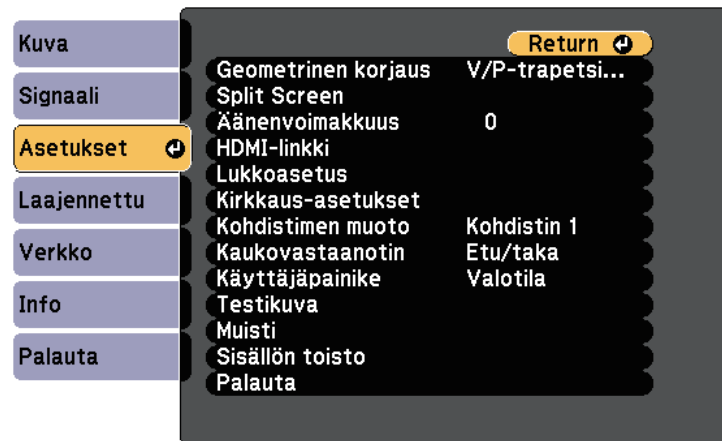 Kuva
Signaali
Asetukset
Laajennettu
Verkko
Info
Palauta
Return
Geometrinen korjaus V/P-trapetsi...
Split Screen
Äänenvoimakkuus 0
HDMI-linkki
Lukkoasetus
Kirkkaus-asetukset
Kohdistimen muoto Kohdistin 1
Kaukovastaanotin Etu/taka
Käyttäjäpainike Valotila
Testikuva
Muisti
Sisällön toisto
Palauta